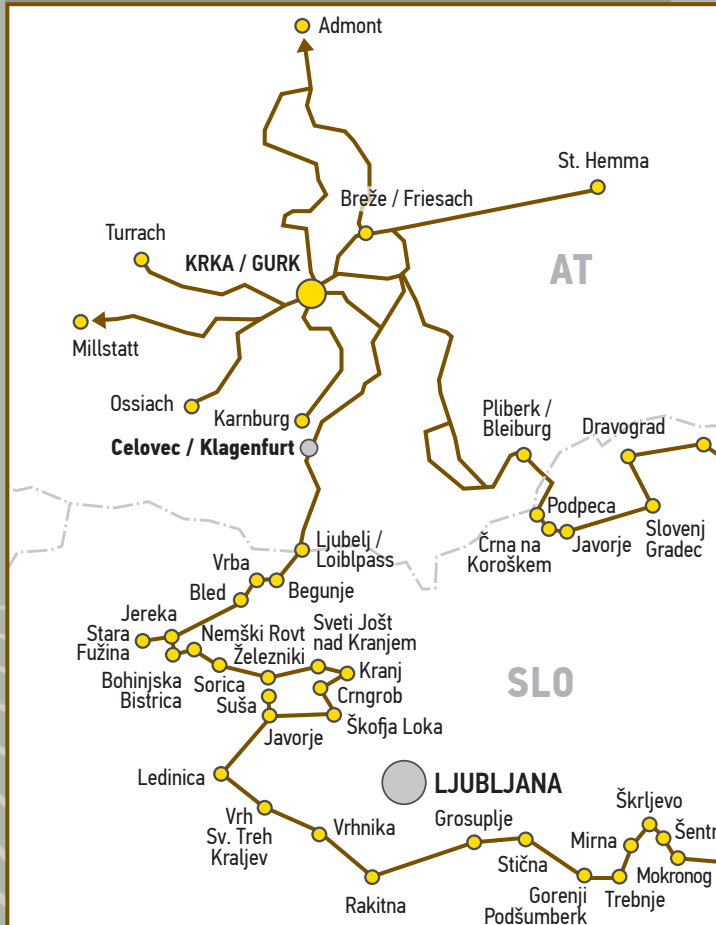 Admont
St. Hemma
Breže / Friesach
Turrach
KRKA / GURK
AT
Millstatt
Ossiach
Karnburg
Pliberk /
Bleiburg
Dravograd
Celovec / Klagenfurt
Podpeca
Slovenj
Gradec
Črna na
Koroškem
Javorje
Ljubelj /
Loiblpass
Vrba
Begunje
Bled
Jereka
Stara
Fužina
Nemški Rovt
Sveti Jošt
nad Kranjem
Železniki
Kranj
Bohinjska
Bistrica
Sorica
Suša
Crngrob
SLO
Javorje
Škofja Loka
Ledinica
LJUBLJANA
Vrh
Sv. Treh
Kraljev
Vrhnika
Grosuplje
Škrljevo
Mirna
Šentr
Stična
Mokronog
Rakitna
Gorenji
Podšumberk
Trebnje